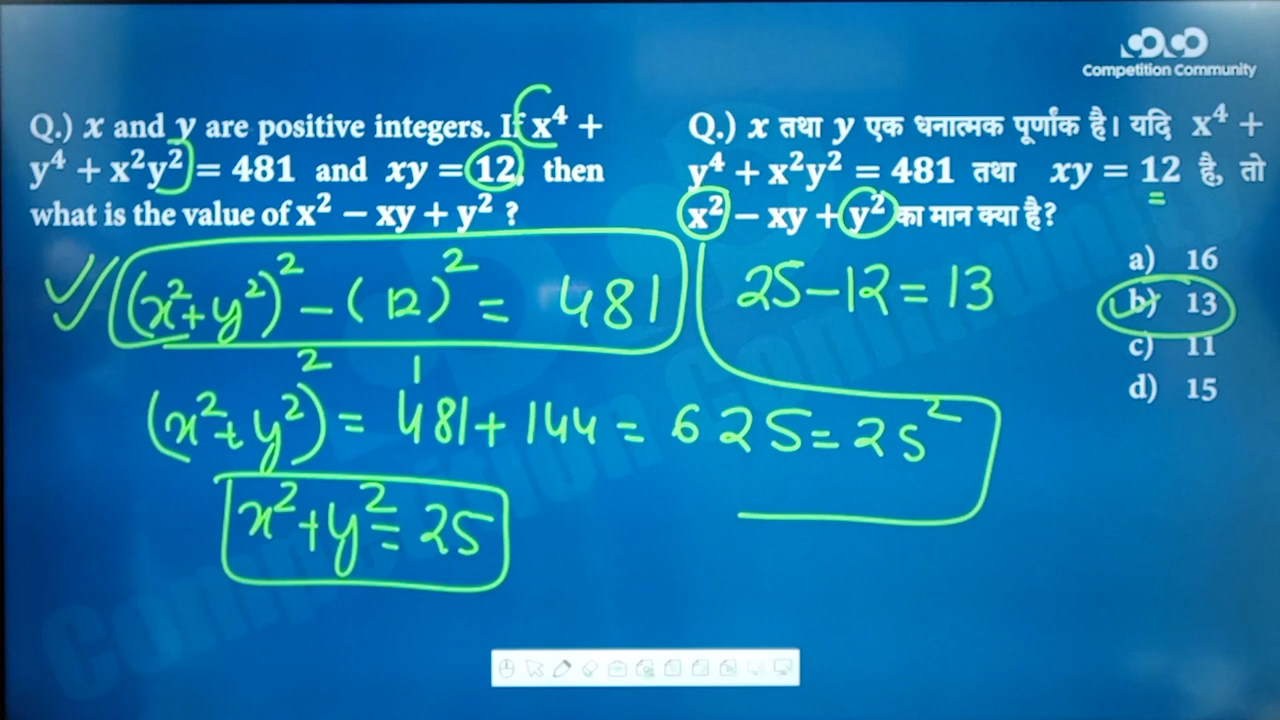 Competition Community
Q.) x and y are positive integers. If x⁴ +
y⁴ + x²y² = 481 and xy = 12, then
what is the value of x² − xy + y² ?
Q.) x तथा y एक धनात्मक पूर्णांक है। यदि x⁴ +
y⁴ + x²y² = 481 तथा xy = 12 है, तो
x² − xy + y² का मान क्या है?
a) 16
b) 13
c) 11
d) 15
(x²+y²)² − (12)² = 481
(x²+y²)² = 481 + 144 = 625 = 25²
x²+y² = 25
25 − 12 = 13
Competition Community